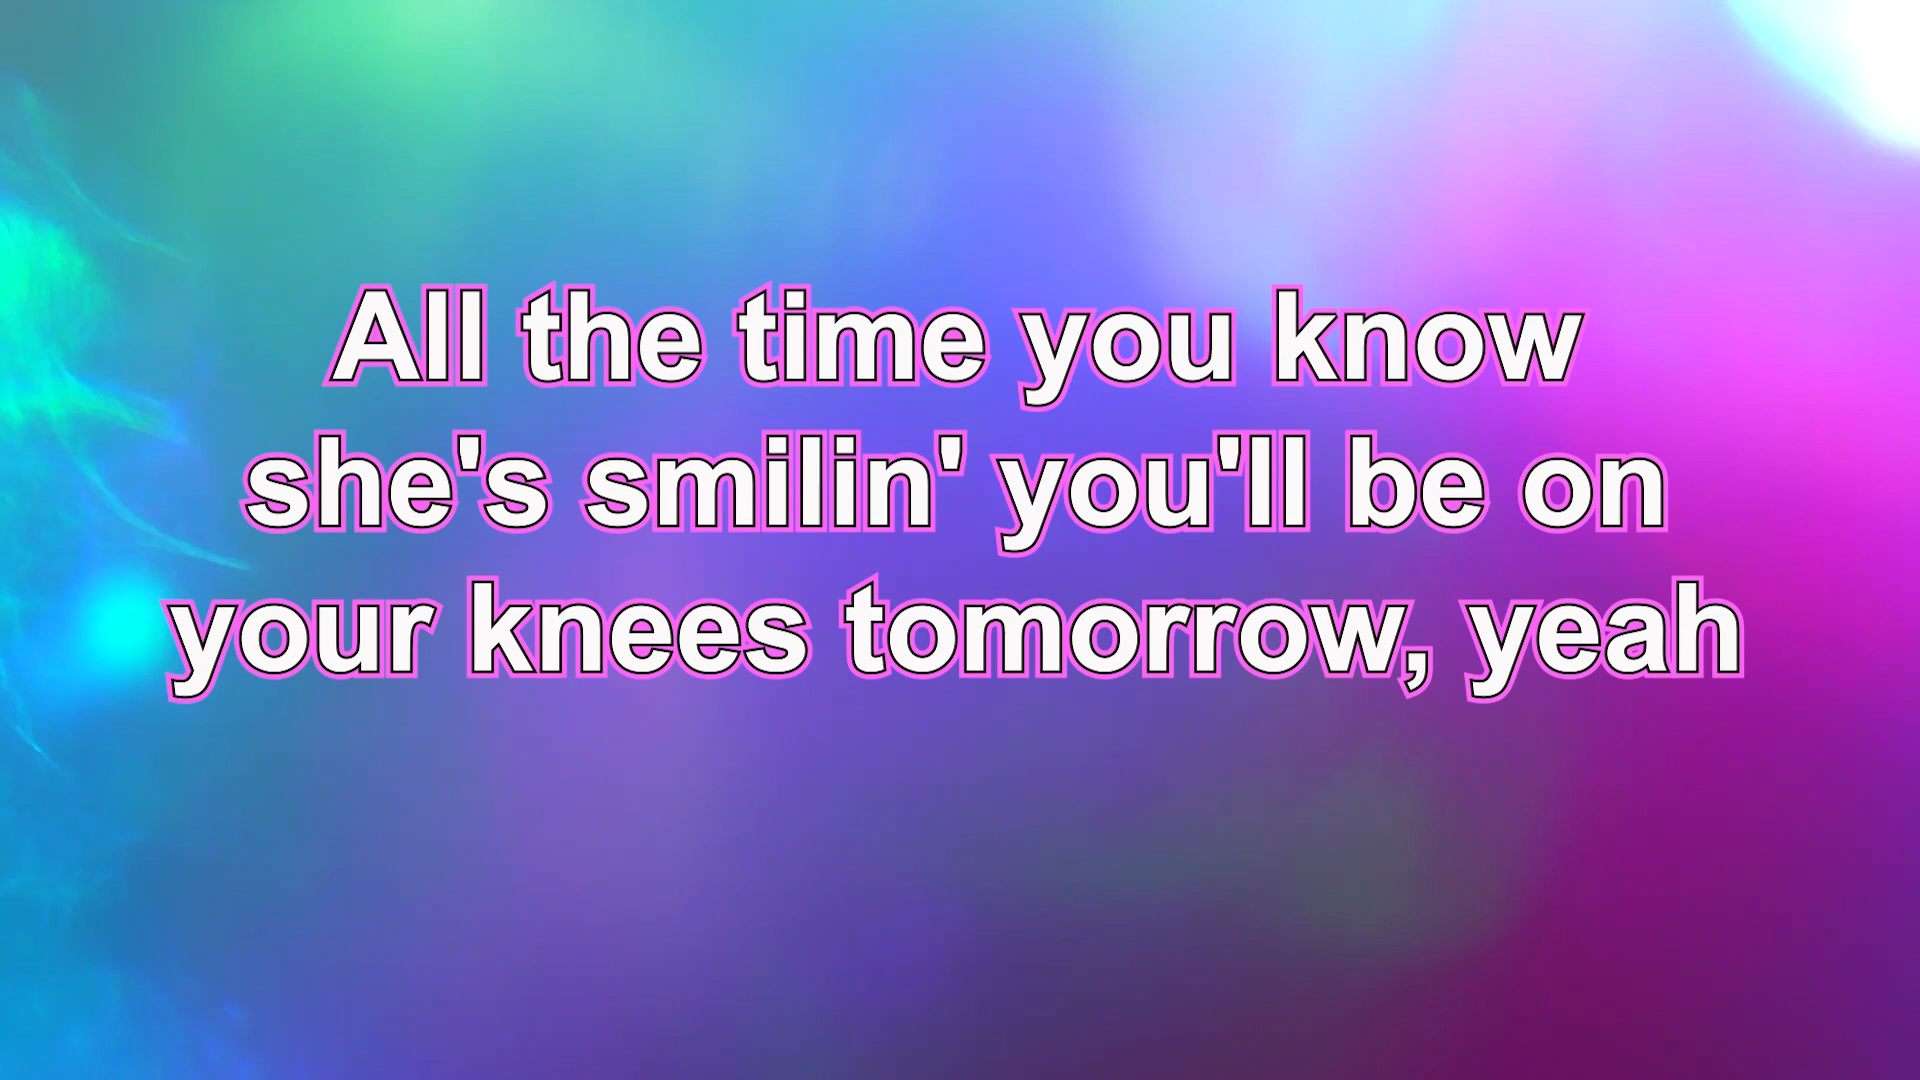 All the time you know
she's smilin' you'll be on
your knees tomorrow, yeah